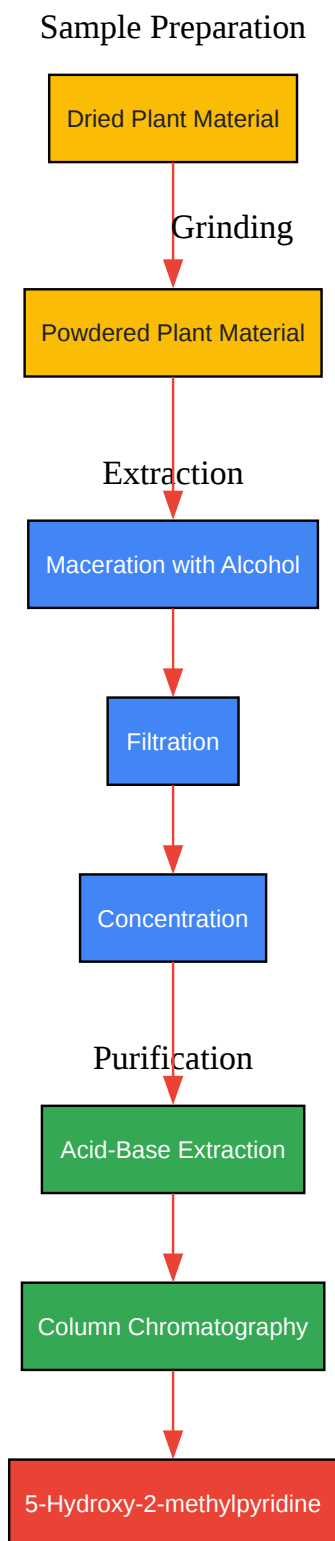 Sample Preparation
Dried Plant Material
Grinding
Powdered Plant Material
Extraction
Maceration with Alcohol
Filtration
Concentration
Purification
Acid-Base Extraction
Column Chromatography
5-Hydroxy-2-methylpyridine